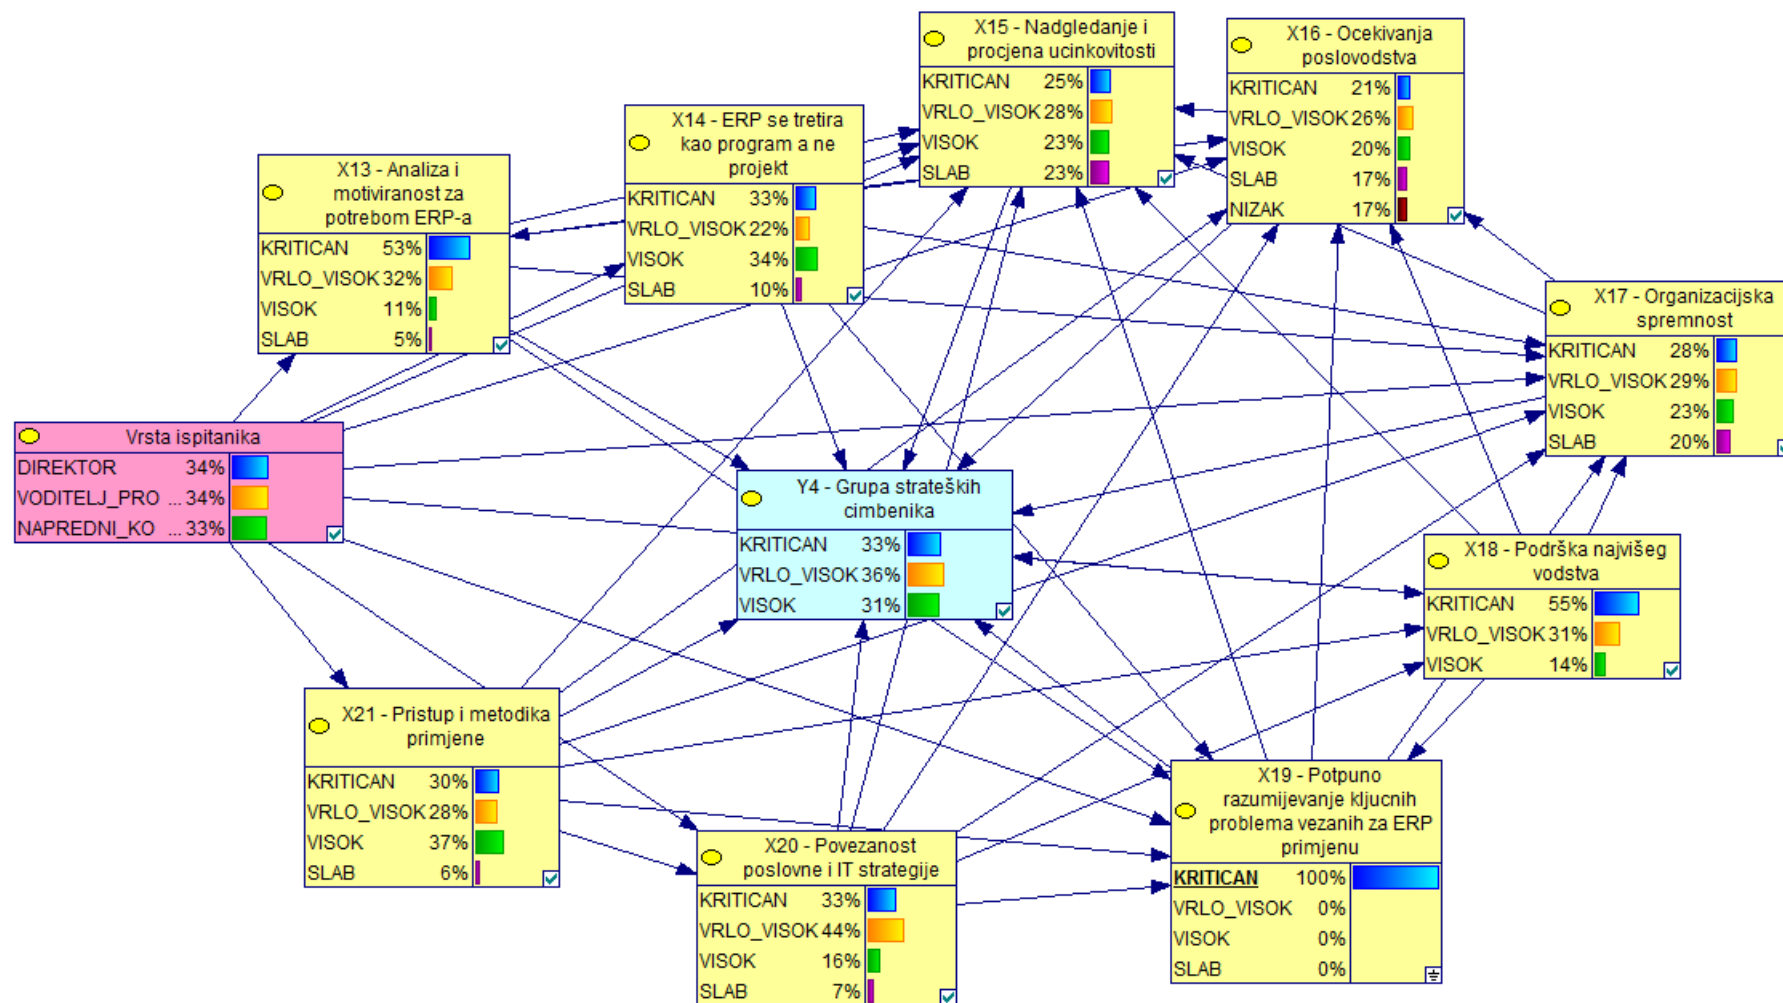 X15 - Nadgledanje i
procjena ucinkovitosti
KRITICAN 25%
VRLO_VISOK 28%
VISOK 23%
SLAB 23%
X16 - Ocekivanja
poslovodstva
KRITICAN 21%
VRLO_VISOK 26%
VISOK 20%
SLAB 17%
NIZAK 17%
X14 - ERP se tretira
kao program a ne
projekt
KRITICAN 33%
VRLO_VISOK 22%
VISOK 34%
SLAB 10%
X13 - Analiza i
motiviranost za
potrebom ERP-a
KRITICAN 53%
VRLO_VISOK 32%
VISOK 11%
SLAB 5%
X17 - Organizacijska
spremnost
KRITICAN 28%
VRLO_VISOK 29%
VISOK 23%
SLAB 20%
Vrsta ispitanika
DIREKTOR 34%
VODITELJ_PRO ... 34%
NAPREDNI_KO ... 33%
Y4 - Grupa strateških
cimbenika
KRITICAN 33%
VRLO_VISOK 36%
VISOK 31%
X18 - Podrška najvišeg
vodstva
KRITICAN 55%
VRLO_VISOK 31%
VISOK 14%
X21 - Pristup i metodika
primjene
KRITICAN 30%
VRLO_VISOK 28%
VISOK 37%
SLAB 6%
X20 - Povezanost
poslovne i IT strategije
KRITICAN 33%
VRLO_VISOK 44%
VISOK 16%
SLAB 7%
X19 - Potpuno
razumijevanje kljucnih
problema vezanih za ERP
primjenu
KRITICAN 100%
VRLO_VISOK 0%
VISOK 0%
SLAB 0%